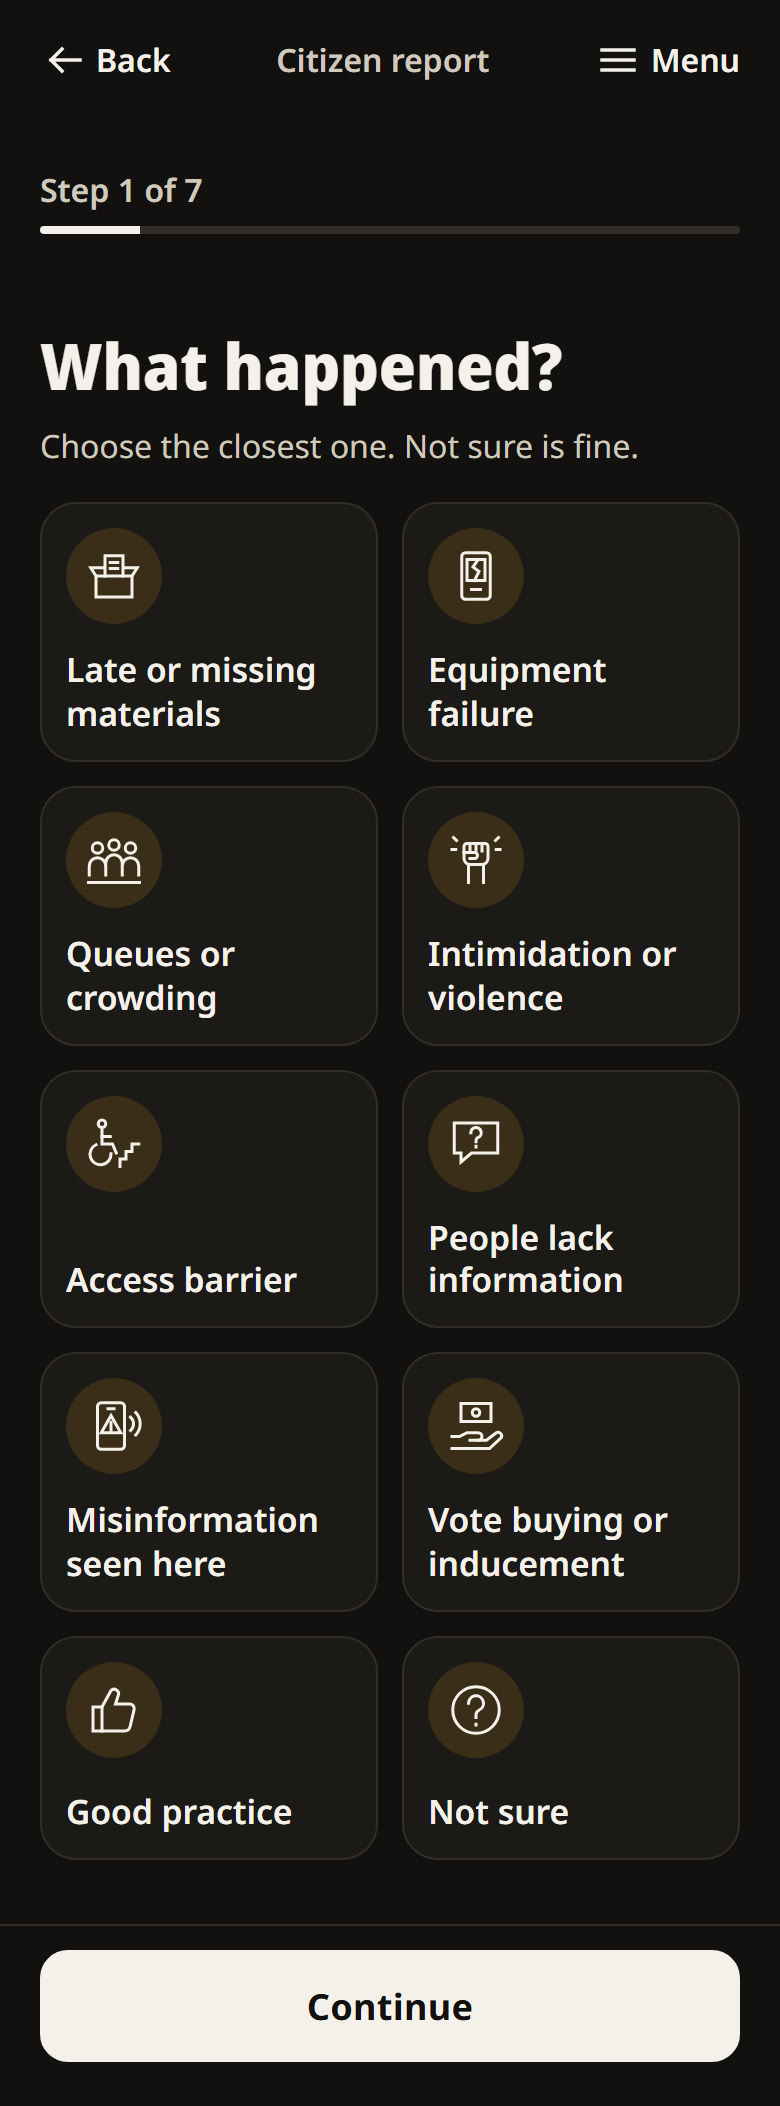 Back
Citizen report
Menu
Step 1 of 7
What happened?
Choose the closest one. Not sure is fine.
Late or missing
materials
Equipment
failure
Queues or
crowding
Intimidation or
violence
Access barrier
People lack
information
Misinformation
seen here
Vote buying or
inducement
Good practice
Not sure
Continue